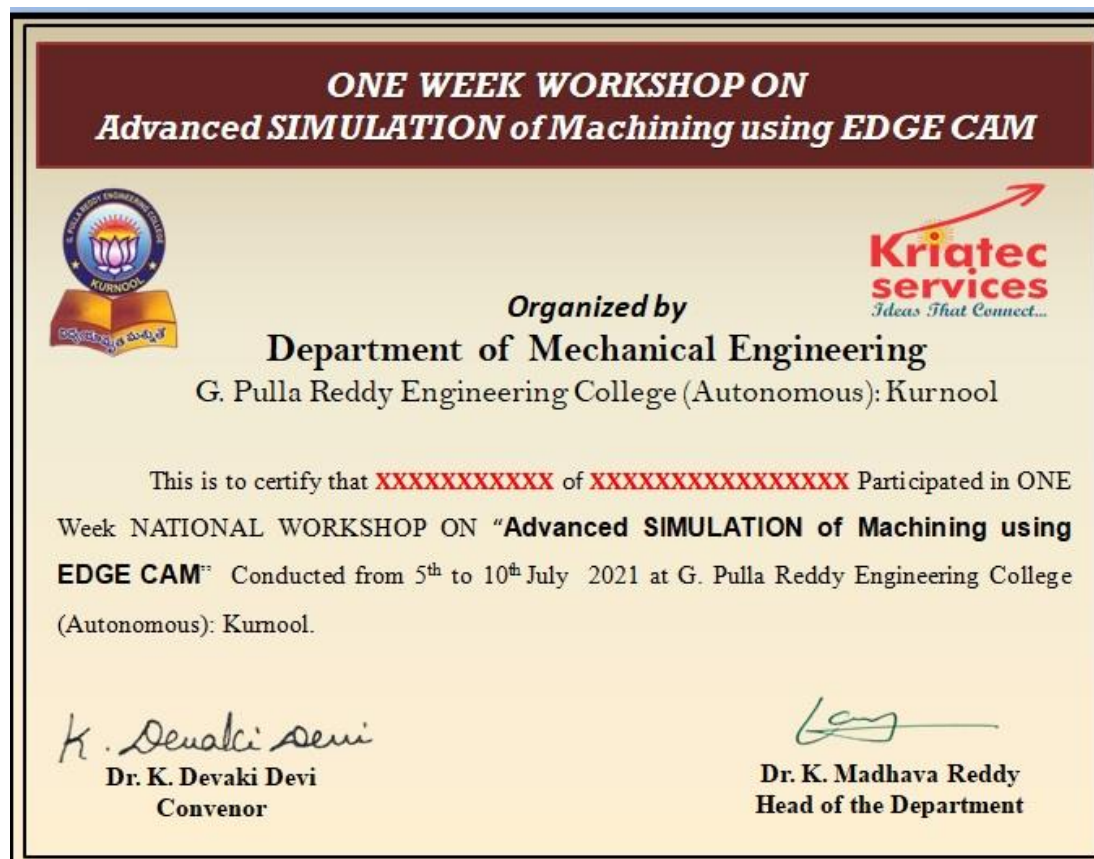 ONE WEEK WORKSHOP ON
Advanced SIMULATION of Machining using EDGE CAM
G. PULLA REDDY ENGINEERING COLLEGE
KURNOOL
Kriatec
services
Ideas That Connect...
Organized by
Department of Mechanical Engineering
G. Pulla Reddy Engineering College (Autonomous): Kurnool
This is to certify that XXXXXXXXXXX of XXXXXXXXXXXXXXXX Participated in ONE
Week NATIONAL WORKSHOP ON “Advanced SIMULATION of Machining using
EDGE CAM” Conducted from 5th to 10th July 2021 at G. Pulla Reddy Engineering College
(Autonomous): Kurnool.
K. Devaki Devi
Dr. K. Devaki Devi
Convenor
Dr. K. Madhava Reddy
Head of the Department